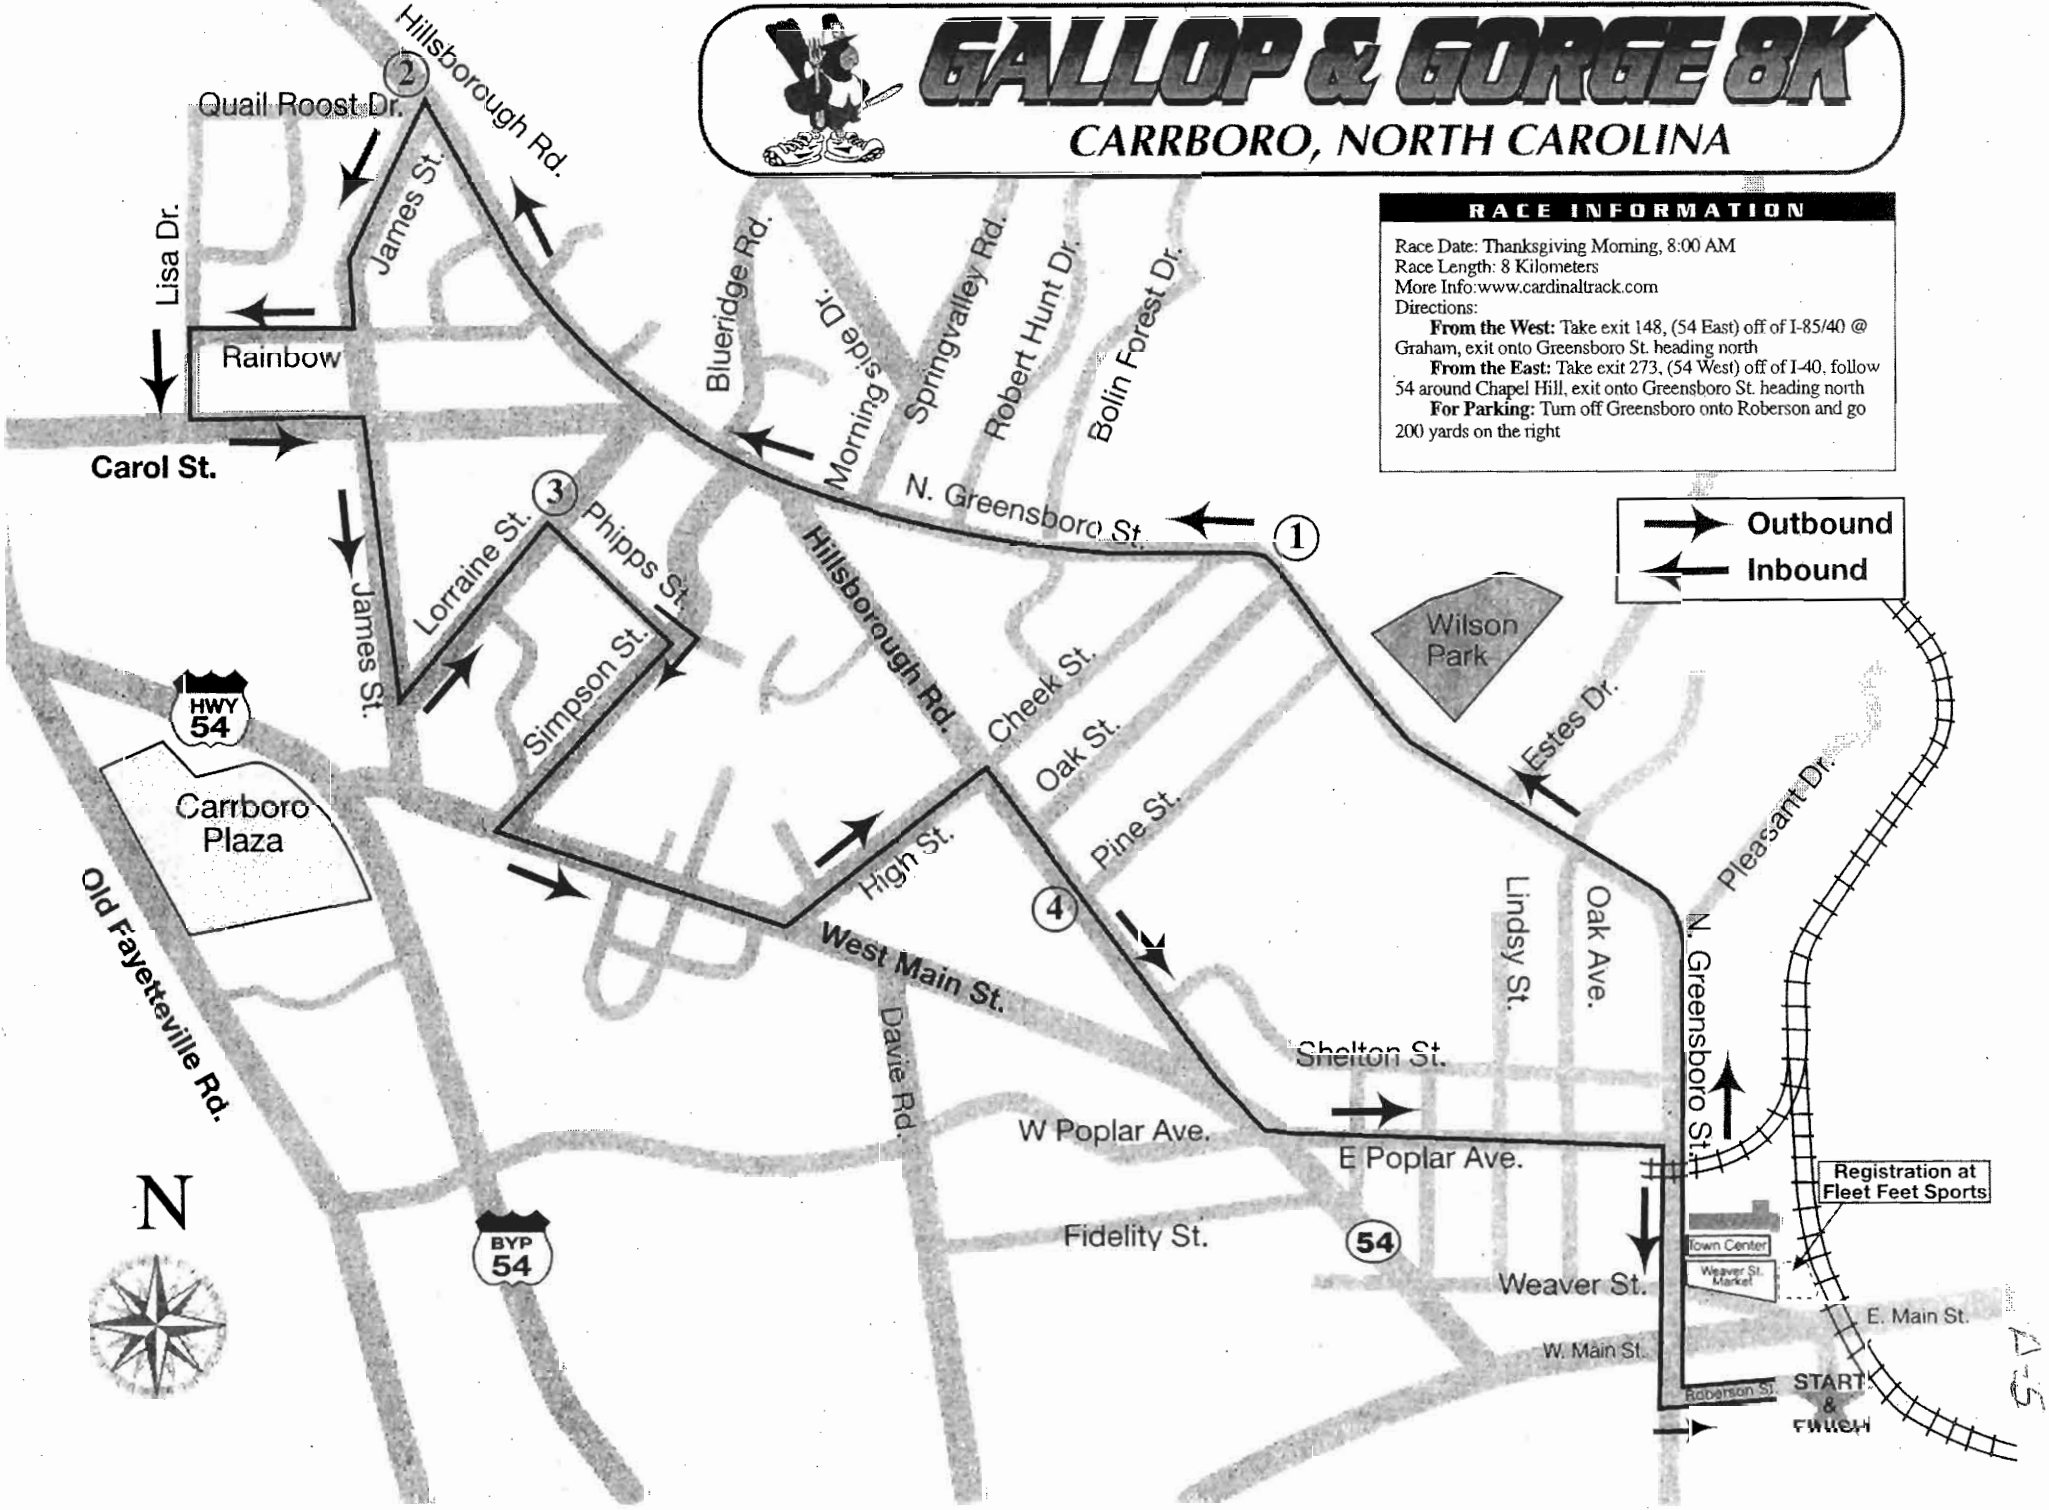 GALLOP & GORGE 8K
CARRBORO, NORTH CAROLINA
RACE INFORMATION
Race Date: Thanksgiving Morning, 8:00 AM
Race Length: 8 Kilometers
More Info:www.cardinaltrack.com
Directions:
From the West: Take exit 148, (54 East) off of I-85/40 @
Graham, exit onto Greensboro St. heading north
From the East: Take exit 273, (54 West) off of I-40, follow
54 around Chapel Hill, exit onto Greensboro St. heading north
For Parking: Turn off Greensboro onto Roberson and go
200 yards on the right
Outbound
Inbound
Hillsborough Rd.
2
Quail Roost Dr.
James St.
Lisa Dr.
Rainbow
Carol St.
Blueridge Rd.
Morning side Dr.
Springvalley Rd.
Robert Hunt Dr.
Bolin Forest Dr.
N. Greensboro St.
1
3
Phipps St.
Lorraine St.
James St.
Simpson St.
Hillsborough Rd.
Wilson
Park
HWY
54
Cheek St.
Oak St.
Pine St.
Estes Dr.
Pleasant Dr.
Carrboro
Plaza
High St.
4
Old Fayetteville Rd.
West Main St.
Lindsy St.
Oak Ave.
N. Greensboro St.
Davie Rd.
Shelton St.
W Poplar Ave.
E Poplar Ave.
Registration at
Fleet Feet Sports
N
BYP
54
Fidelity St.
54
Town Center
Weaver St.
Market
Weaver St.
E. Main St.
W. Main St.
Roberson St.
START
&
FINISH
A-5